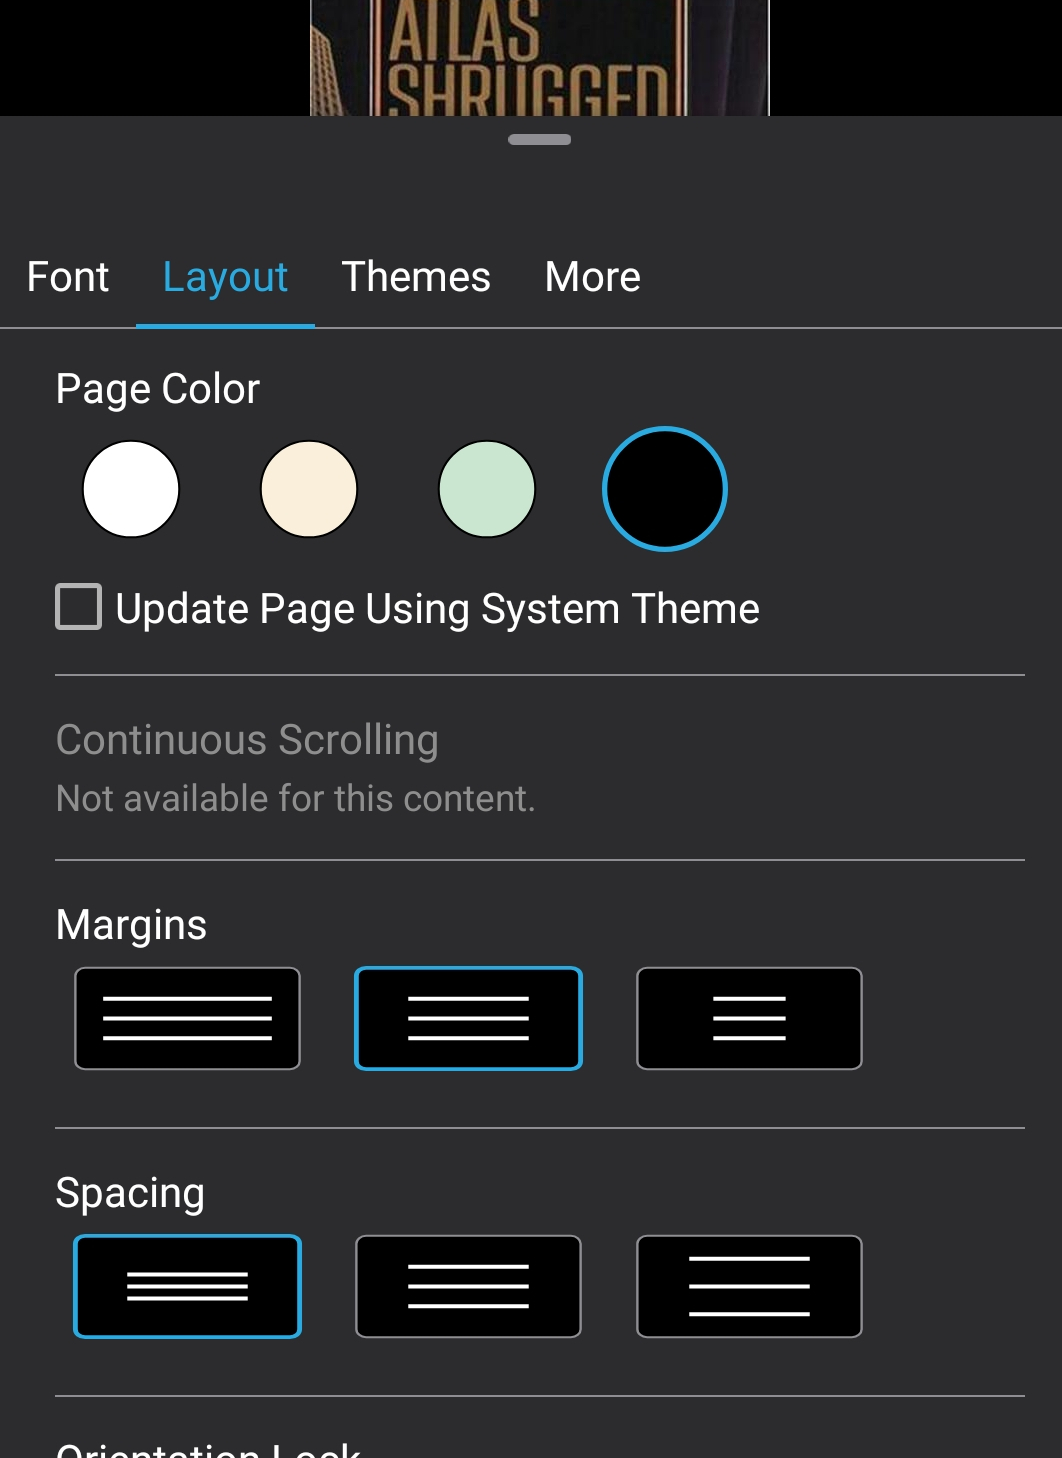 ATLAS
SHRUGGED
Font Layout Themes More
Page Color
Update Page Using System Theme
Continuous Scrolling
Not available for this content.
Margins
Spacing
Orientation Lock